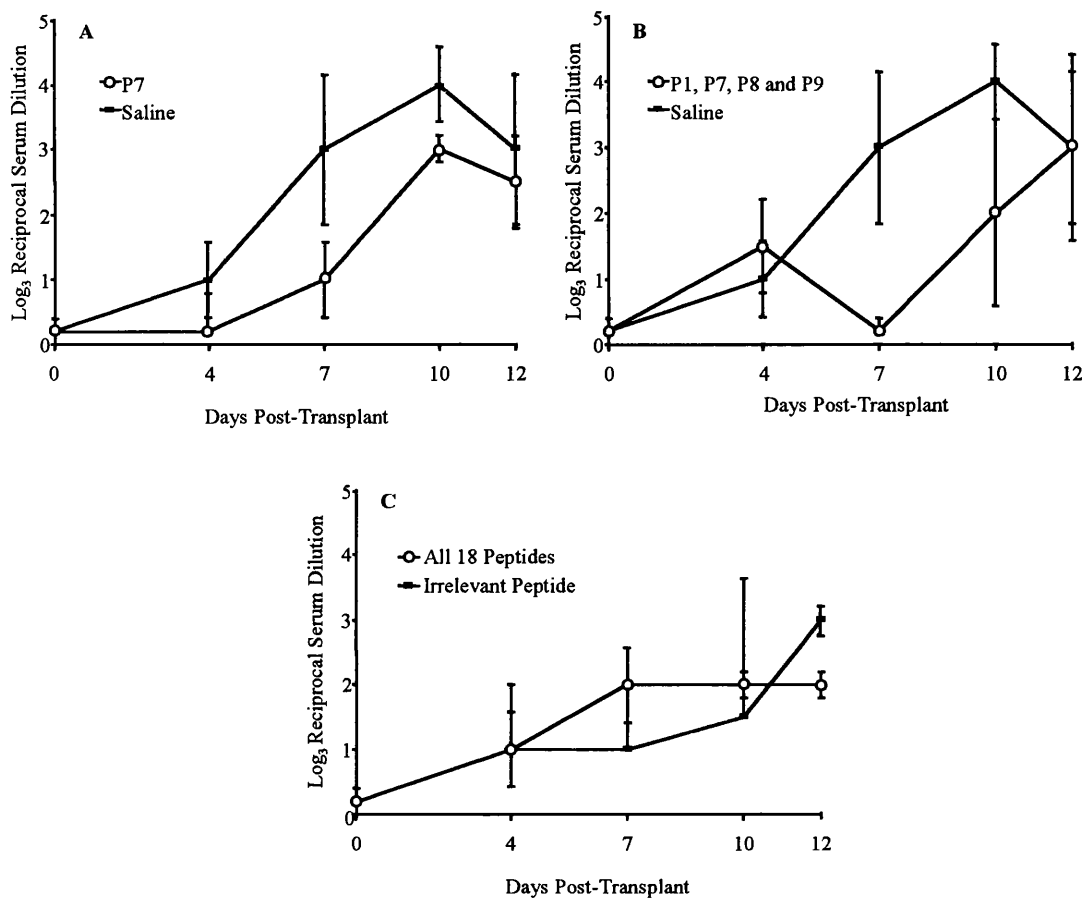 A
P7
Saline
Log₃ Reciprocal Serum Dilution
5
4
3
2
1
0
0 4 7 10 12
Days Post-Transplant
B
P1, P7, P8 and P9
Saline
Log₃ Reciprocal Serum Dilution
5
4
3
2
1
0
0 4 7 10 12
Days Post-Transplant
C
All 18 Peptides
Irrelevant Peptide
Log₃ Reciprocal Serum Dilution
5
4
3
2
1
0
0 4 7 10 12
Days Post-Transplant